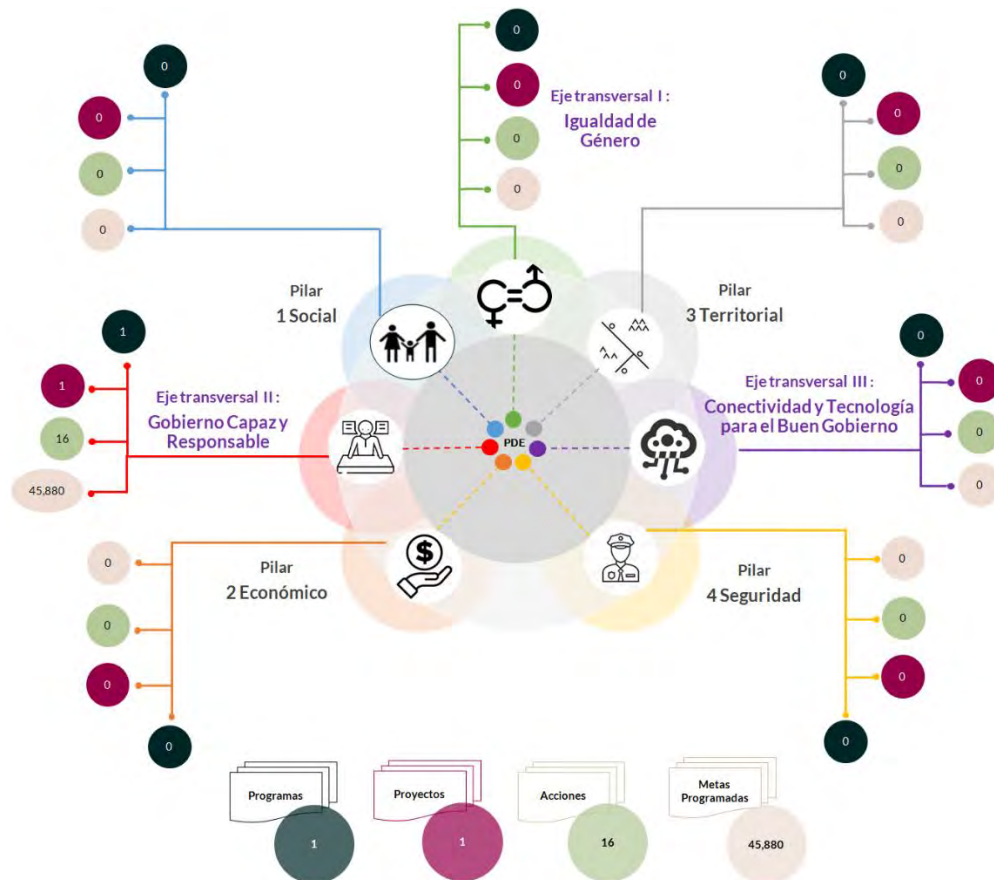 0
0
0
0
Eje transversal I :
Igualdad de
Género
0
0
0
0
0
0
0
0
Pilar
1 Social
Pilar
3 Territorial
1
1
16
45,880
Eje transversal II :
Gobierno Capaz y
Responsable
PDE
Eje transversal III :
Conectividad y Tecnología
para el Buen Gobierno
0
0
0
0
0
0
0
0
Pilar
2 Económico
Pilar
4 Seguridad
0
0
0
0
Programas
1
Proyectos
1
Acciones
16
Metas
Programadas
45,880